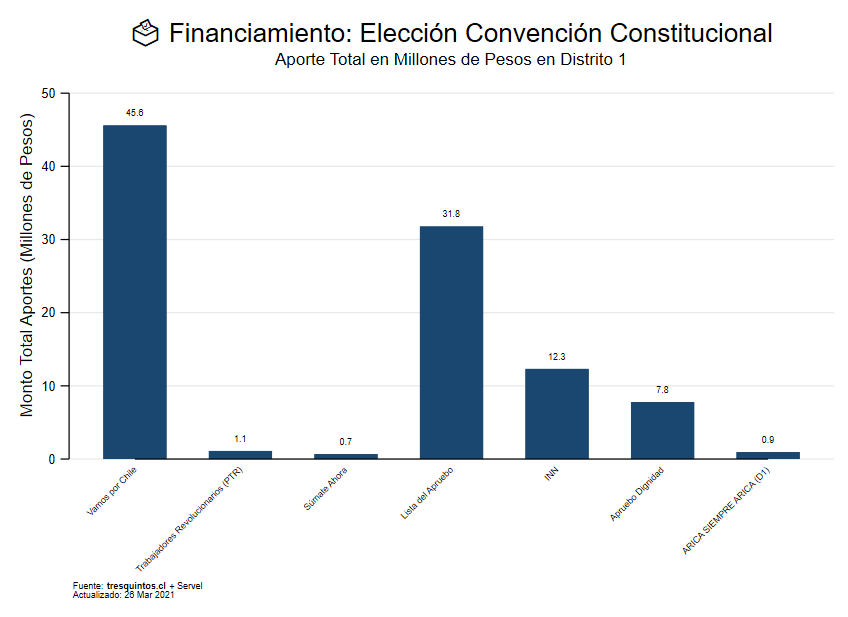 Financiamiento: Elección Convención Constitucional
Aporte Total en Millones de Pesos en Distrito 1
Monto Total Aportes (Millones de Pesos)
50
40
30
20
10
0
45.6
1.1
0.7
31.8
12.3
7.8
0.9
Vamos por Chile
Trabajadores Revolucionarios (PTR)
Súmate Ahora
Lista del Apruebo
INN
Apruebo Dignidad
ARICA SIEMPRE ARICA (D1)
Fuente: tresquintos.cl + Servel
Actualizado: 26 Mar 2021